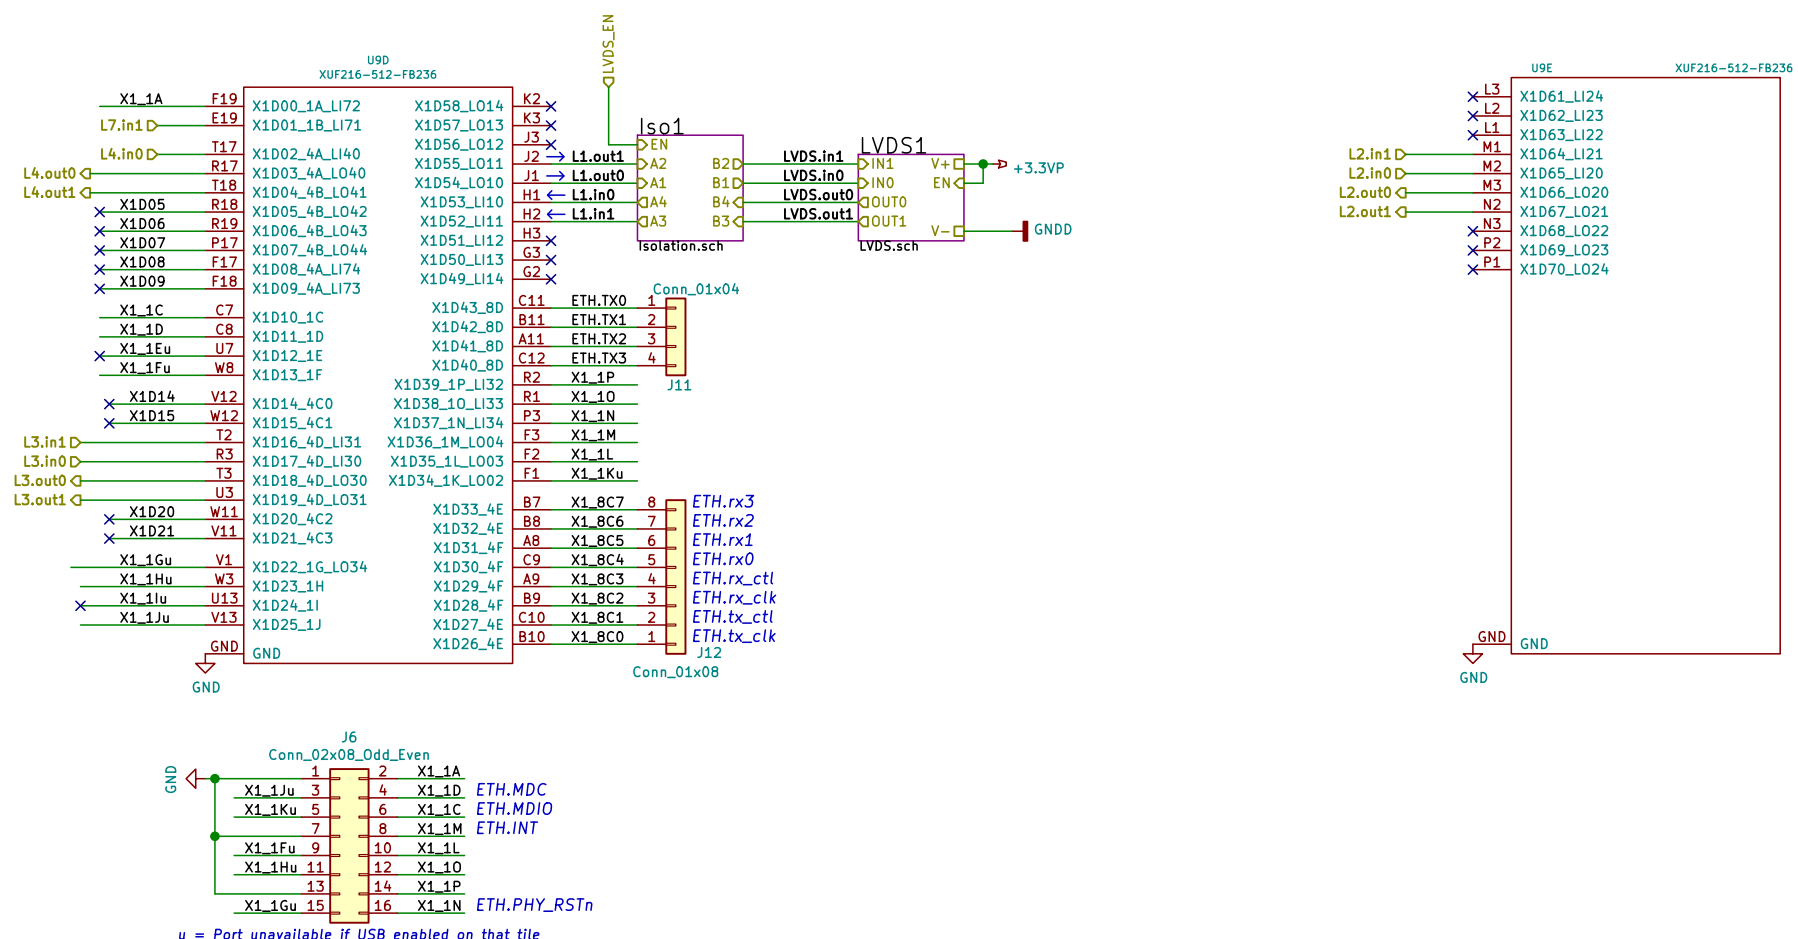 LVDS_EN
U9D
XUF216-512-FB236
X1_1A F19 X1D00_1A_LI72 X1D58_LO14 K2
L7.in1 E19 X1D01_1B_LI71 X1D57_LO13 K3
X1D56_LO12 J3
L4.in0 T17 X1D02_4A_LI40 X1D55_LO11 J2 L1.out1
L4.out0 R17 X1D03_4A_LO40 X1D54_LO10 J1 L1.out0
L4.out1 T18 X1D04_4B_LO41 X1D53_LI10 H1 L1.in0
X1D05 R18 X1D05_4B_LO42 X1D52_LI11 H2 L1.in1
X1D06 R19 X1D06_4B_LO43 X1D51_LI12 H3
X1D07 P17 X1D07_4B_LO44 X1D50_LI13 G3
X1D08 F17 X1D08_4A_LI74 X1D49_LI14 G2
X1D09 F18 X1D09_4A_LI73
X1_1C C7 X1D10_1C X1D43_8D C11 ETH.TX0 1
X1_1D C8 X1D11_1D X1D42_8D B11 ETH.TX1 2
X1_1Eu U7 X1D12_1E X1D41_8D A11 ETH.TX2 3
X1_1Fu W8 X1D13_1F X1D40_8D C12 ETH.TX3 4
Conn_01x04
J11
X1D39_1P_LI32 R2 X1_1P
X1D14 V12 X1D14_4C0 X1D38_1O_LI33 R1 X1_1O
X1D15 W12 X1D15_4C1 X1D37_1N_LI34 P3 X1_1N
L3.in1 T2 X1D16_4D_LI31 X1D36_1M_LO04 F3 X1_1M
L3.in0 R3 X1D17_4D_LI30 X1D35_1L_LO03 F2 X1_1L
L3.out0 T3 X1D18_4D_LO30 X1D34_1K_LO02 F1 X1_1Ku
L3.out1 U3 X1D19_4D_LO31
X1D20 W11 X1D20_4C2 X1D33_4E B7 X1_8C7 8 ETH.rx3
X1D21 V11 X1D21_4C3 X1D32_4E B8 X1_8C6 7 ETH.rx2
X1D31_4F A8 X1_8C5 6 ETH.rx1
X1_1Gu V1 X1D22_1G_LO34 X1D30_4F C9 X1_8C4 5 ETH.rx0
X1_1Hu W3 X1D23_1H X1D29_4F A9 X1_8C3 4 ETH.rx_ctl
X1_1Iu U13 X1D24_1I X1D28_4F B9 X1_8C2 3 ETH.rx_clk
X1_1Ju V13 X1D25_1J X1D27_4E C10 X1_8C1 2 ETH.tx_ctl
X1D26_4E B10 X1_8C0 1 ETH.tx_clk
GND GND
GND
J12
Conn_01x08
Iso1
EN
A2 B2
A1 B1
A4 B4
A3 B3
Isolation.sch
LVDS.in1
LVDS.in0
LVDS.out0
LVDS.out1
LVDS1
IN1 V+
IN0 EN
OUT0
OUT1
V-
LVDS.sch
+3.3VP
GNDD
U9E XUF216-512-FB236
L3 X1D61_LI24
L2 X1D62_LI23
L1 X1D63_LI22
L2.in1 M1 X1D64_LI21
L2.in0 M2 X1D65_LI20
L2.out0 M3 X1D66_LO20
L2.out1 N2 X1D67_LO21
N3 X1D68_LO22
P2 X1D69_LO23
P1 X1D70_LO24
GND GND
GND
J6
Conn_02x08_Odd_Even
GND
1 2 X1_1A
X1_1Ju 3 4 X1_1D ETH.MDC
X1_1Ku 5 6 X1_1C ETH.MDIO
7 8 X1_1M ETH.INT
X1_1Fu 9 10 X1_1L
X1_1Hu 11 12 X1_1O
13 14 X1_1P
X1_1Gu 15 16 X1_1N ETH.PHY_RSTn
u = Port unavailable if USB enabled on that tile